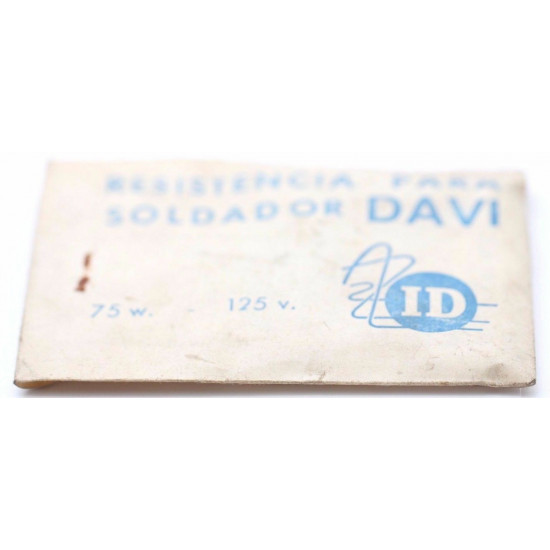 RESISTENCIA PARA
SOLDADOR DAVI
75 w. 125 v.
ID